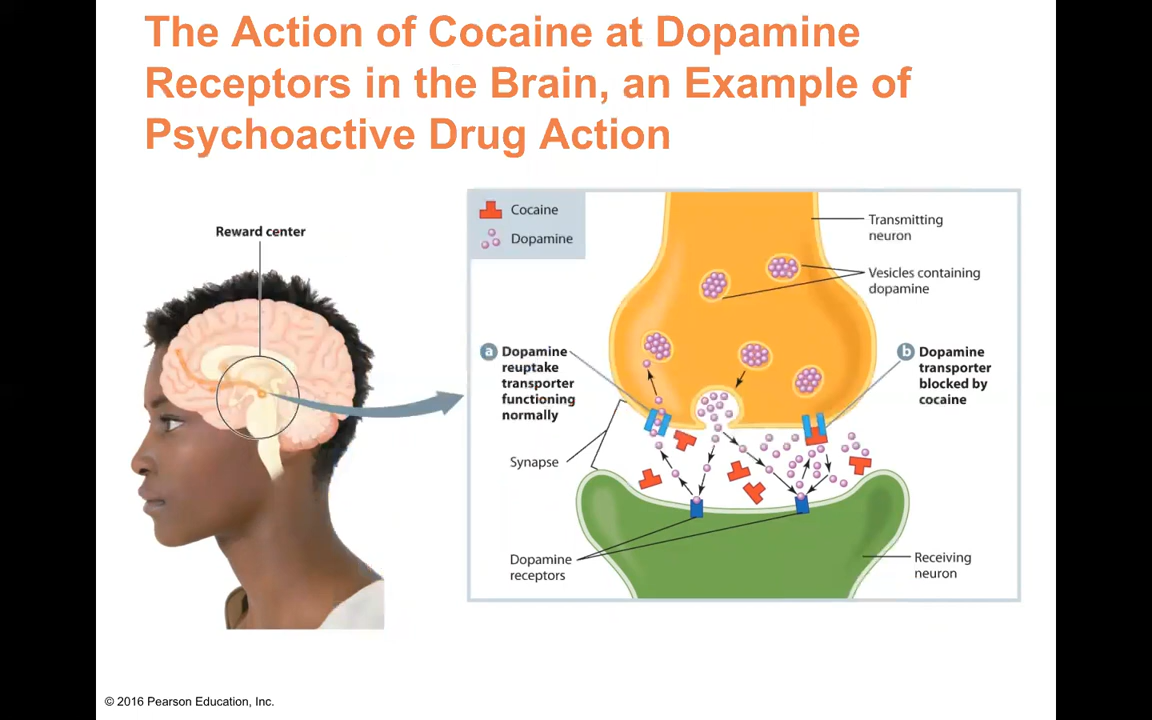 The Action of Cocaine at Dopamine
Receptors in the Brain, an Example of
Psychoactive Drug Action
Reward center
Cocaine
Dopamine
Transmitting
neuron
Vesicles containing
dopamine
a Dopamine
reuptake
transporter
functioning
normally
b Dopamine
transporter
blocked by
cocaine
Synapse
Dopamine
receptors
Receiving
neuron
© 2016 Pearson Education, Inc.